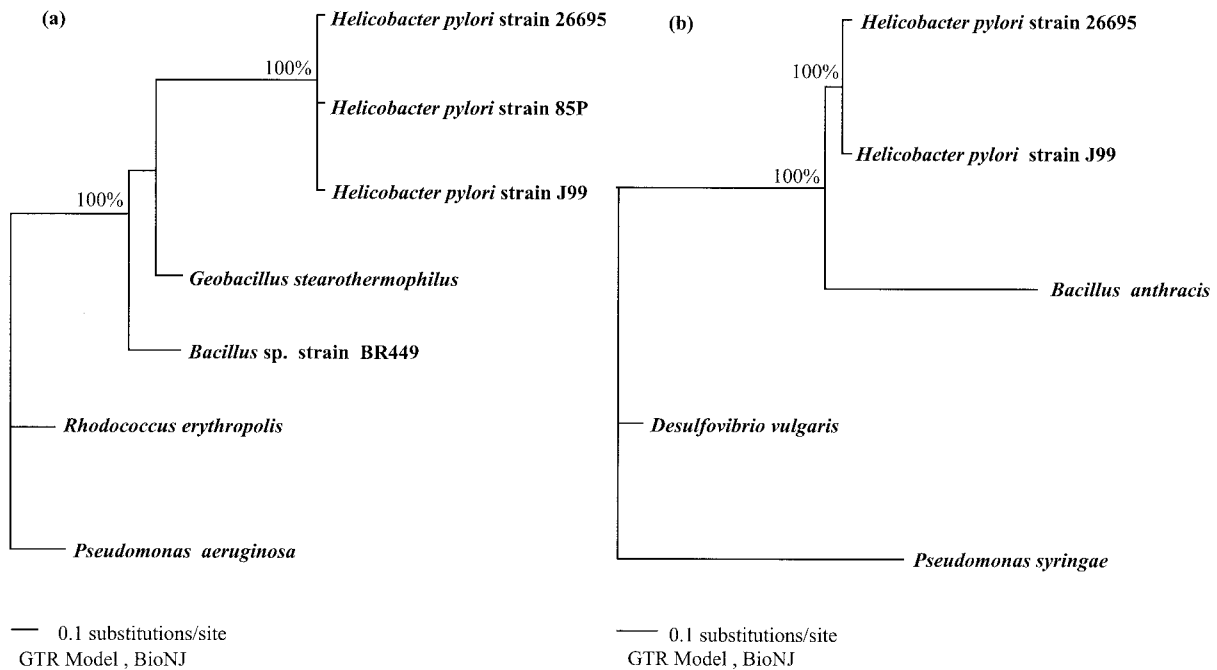 (a)
Helicobacter pylori strain 26695
100%
Helicobacter pylori strain 85P
Helicobacter pylori strain J99
100%
Geobacillus stearothermophilus
Bacillus sp. strain BR449
Rhodococcus erythropolis
Pseudomonas aeruginosa
0.1 substitutions/site
GTR Model , BioNJ
(b)
Helicobacter pylori strain 26695
100%
Helicobacter pylori strain J99
100%
Bacillus anthracis
Desulfovibrio vulgaris
Pseudomonas syringae
0.1 substitutions/site
GTR Model , BioNJ